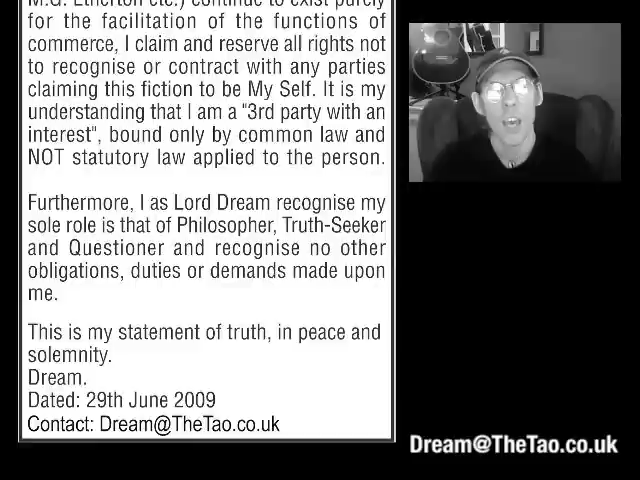 M.G. Etherton etc.) continue to exist purely
for the facilitation of the functions of
commerce, I claim and reserve all rights not
to recognise or contract with any parties
claiming this fiction to be My Self. It is my
understanding that I am a "3rd party with an
interest", bound only by common law and
NOT statutory law applied to the person.
Furthermore, I as Lord Dream recognise my
sole role is that of Philosopher, Truth-Seeker
and Questioner and recognise no other
obligations, duties or demands made upon
me.
This is my statement of truth, in peace and
solemnity.
Dream.
Dated: 29th June 2009
Contact: Dream@TheTao.co.uk
Dream@TheTao.co.uk